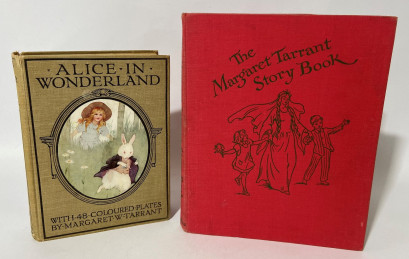 ALICE·IN
WONDERLAND
WITH·48·COLOURED·PLATES
BY·MARGARET·W·TARRANT
The
Margaret Tarrant
Story Book